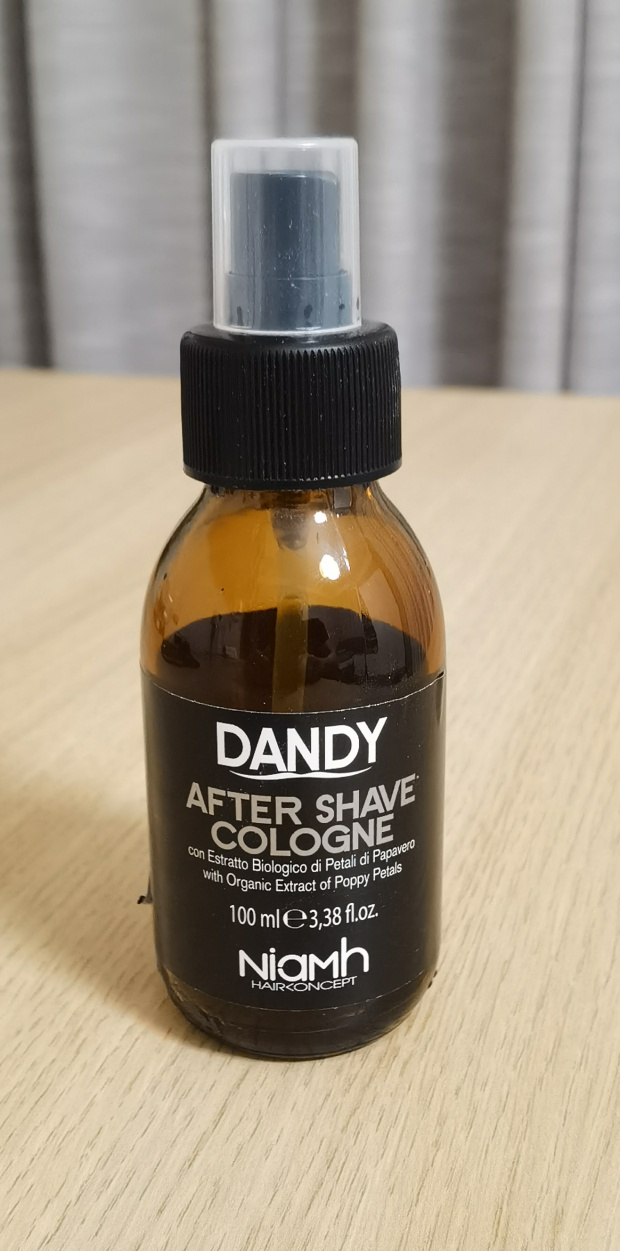 DANDY
AFTER SHAVE
COLOGNE
con Estratto Biologico di Petali di Papavero
with Organic Extract of Poppy Petals
100 ml ℮ 3,38 fl.oz.
Niamh
HAIRKONCEPT